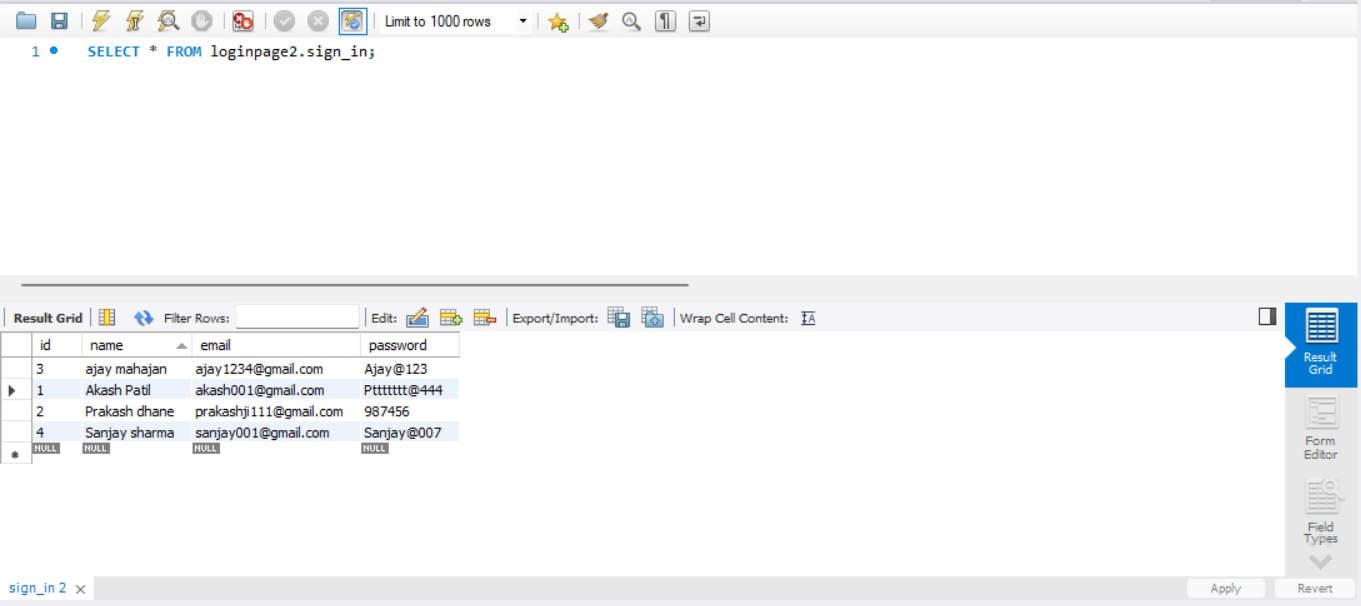 Limit to 1000 rows
1 SELECT * FROM loginpage2.sign_in;
Result Grid Filter Rows: Edit: Export/Import: Wrap Cell Content:
id name email password
3 ajay mahajan ajay1234@gmail.com Ajay@123
1 Akash Patil akash001@gmail.com Pttttttt@444
2 Prakash dhane prakashji111@gmail.com 987456
4 Sanjay sharma sanjay001@gmail.com Sanjay@007
NULL NULL NULL NULL
Result
Grid
Form
Editor
Field
Types
sign_in 2
Apply Revert